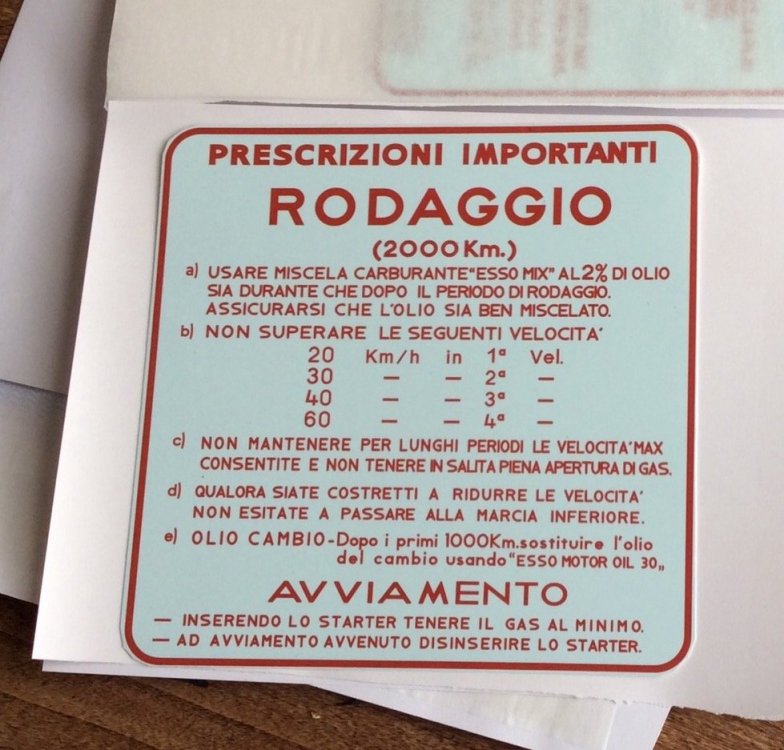 PRESCRIZIONI IMPORTANTI
RODAGGIO
(2000 Km.)
a) USARE MISCELA CARBURANTE "ESSO MIX" AL 2% DI OLIO
SIA DURANTE CHE DOPO IL PERIODO DI RODAGGIO.
ASSICURARSI CHE L'OLIO SIA BEN MISCELATO.
b) NON SUPERARE LE SEGUENTI VELOCITA'
20 Km/h in 1ª Vel.
30 — — 2ª —
40 — — 3ª —
60 — — 4ª —
c) NON MANTENERE PER LUNGHI PERIODI LE VELOCITA' MAX
CONSENTITE E NON TENERE IN SALITA PIENA APERTURA DI GAS.
d) QUALORA SIATE COSTRETTI A RIDURRE LE VELOCITA'
NON ESITATE A PASSARE ALLA MARCIA INFERIORE.
e) OLIO CAMBIO-Dopo i primi 1000Km.sostituire l'olio
del cambio usando "ESSO MOTOR OIL 30„
AVVIAMENTO
— INSERENDO LO STARTER TENERE IL GAS AL MINIMO.
— AD AVVIAMENTO AVVENUTO DISINSERIRE LO STARTER.